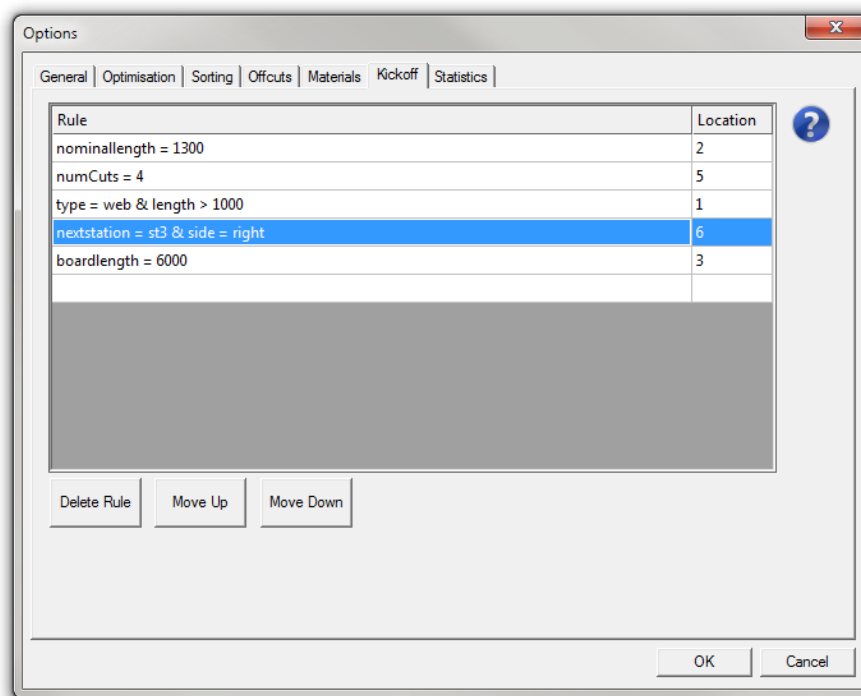 Options
General Optimisation Sorting Offcuts Materials Kickoff Statistics
Rule Location
nominallength = 1300 2
numCuts = 4 5
type = web & length > 1000 1
nextstation = st3 & side = right 6
boardlength = 6000 3
Delete Rule Move Up Move Down
OK Cancel